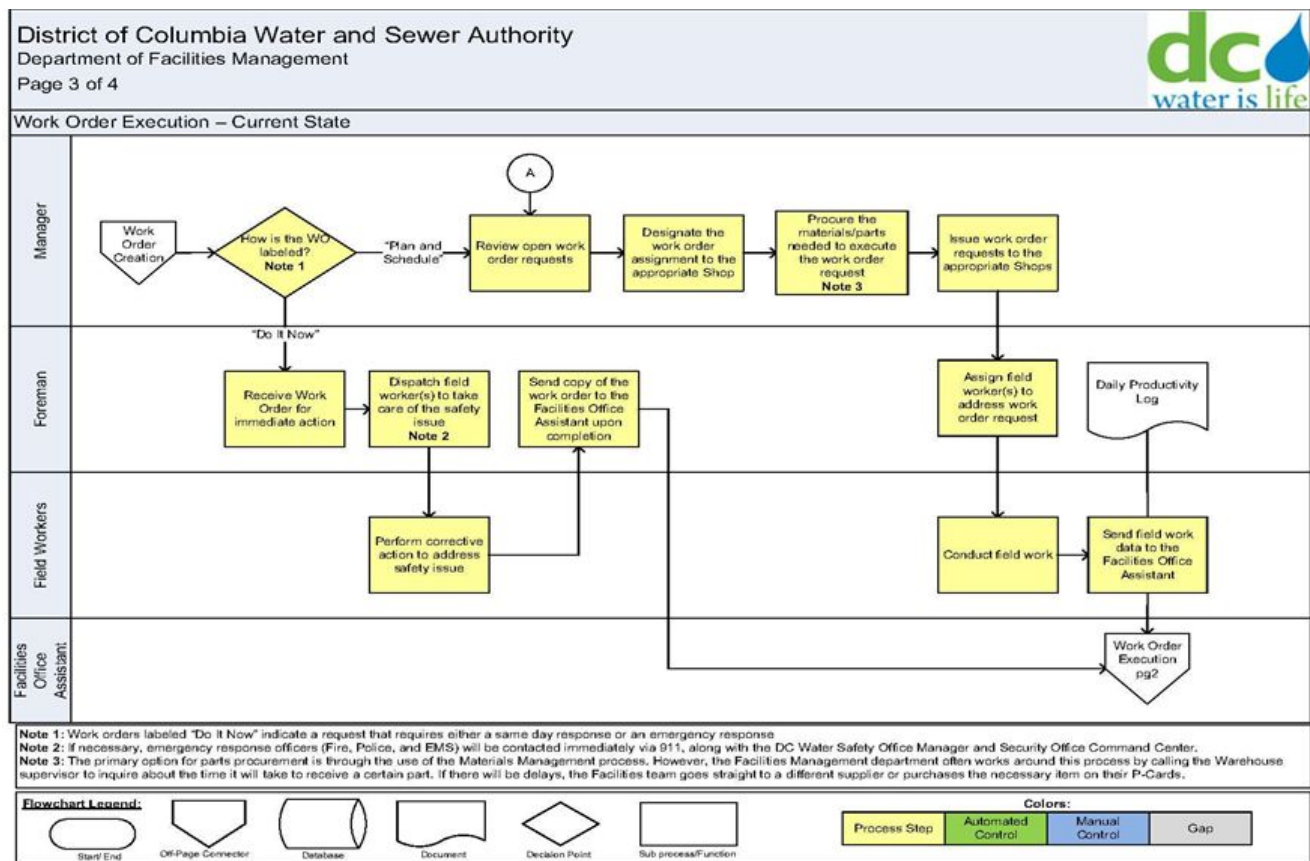 District of Columbia Water and Sewer Authority
Department of Facilities Management
Page 3 of 4
dc
water is life
Work Order Execution – Current State
Manager
A
Work
Order
Creation
How is the WO
labeled?
Note 1
"Plan and
Schedule"
Review open work
order requests
Designate the
work order
assignment to the
appropriate Shop
Procure the
materials/parts
needed to execute
the work order
request
Note 3
Issue work order
requests to the
appropriate Shops
"Do It Now"
Foreman
Receive Work
Order for
immediate action
Dispatch field
worker(s) to take
care of the safety
issue
Note 2
Send copy of the
work order to the
Facilities Office
Assistant upon
completion
Assign field
worker(s) to
address work
order request
Daily Productivity
Log
Field Workers
Perform corrective
action to address
safety issue
Conduct field work
Send field work
data to the
Facilities Office
Assistant
Facilities
Office
Assistant
Work Order
Execution
pg2
Note 1: Work orders labeled "Do It Now" indicate a request that requires either a same day response or an emergency response
Note 2: If necessary, emergency response officers (Fire, Police, and EMS) will be contacted immediately via 911, along with the DC Water Safety Office Manager and Security Office Command Center.
Note 3: The primary option for parts procurement is through the use of the Materials Management process. However, the Facilities Management department often works around this process by calling the Warehouse
supervisor to inquire about the time it will take to receive a certain part. If there will be delays, the Facilities team goes straight to a different supplier or purchases the necessary item on their P-Cards.
Flowchart Legend:
Start/ End
Off-Page Connector
Database
Document
Decision Point
Sub process/Function
Colors:
Process Step
Automated
Control
Manual
Control
Gap